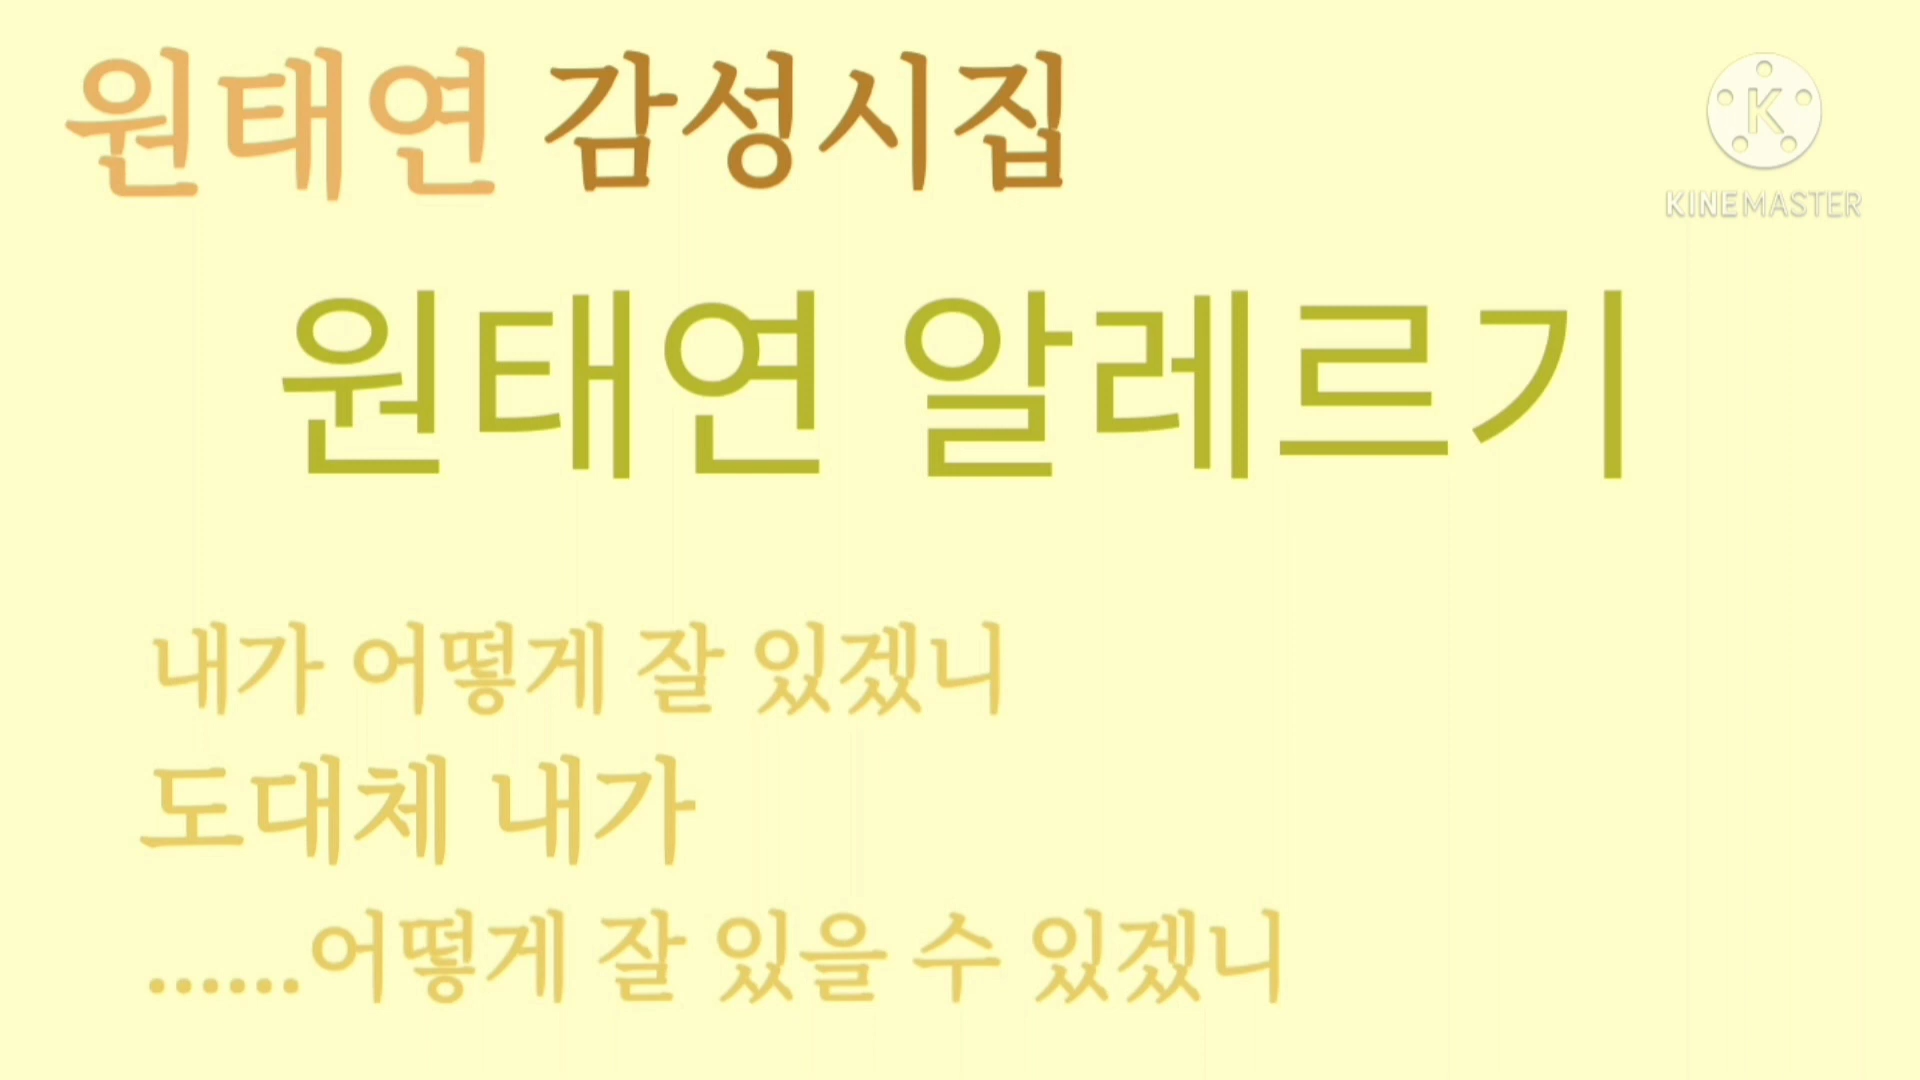 원태연 감성시집
KINEMASTER
원태연 알레르기
내가 어떻게 잘 있겠니
도대체 내가
......어떻게 잘 있을 수 있겠니